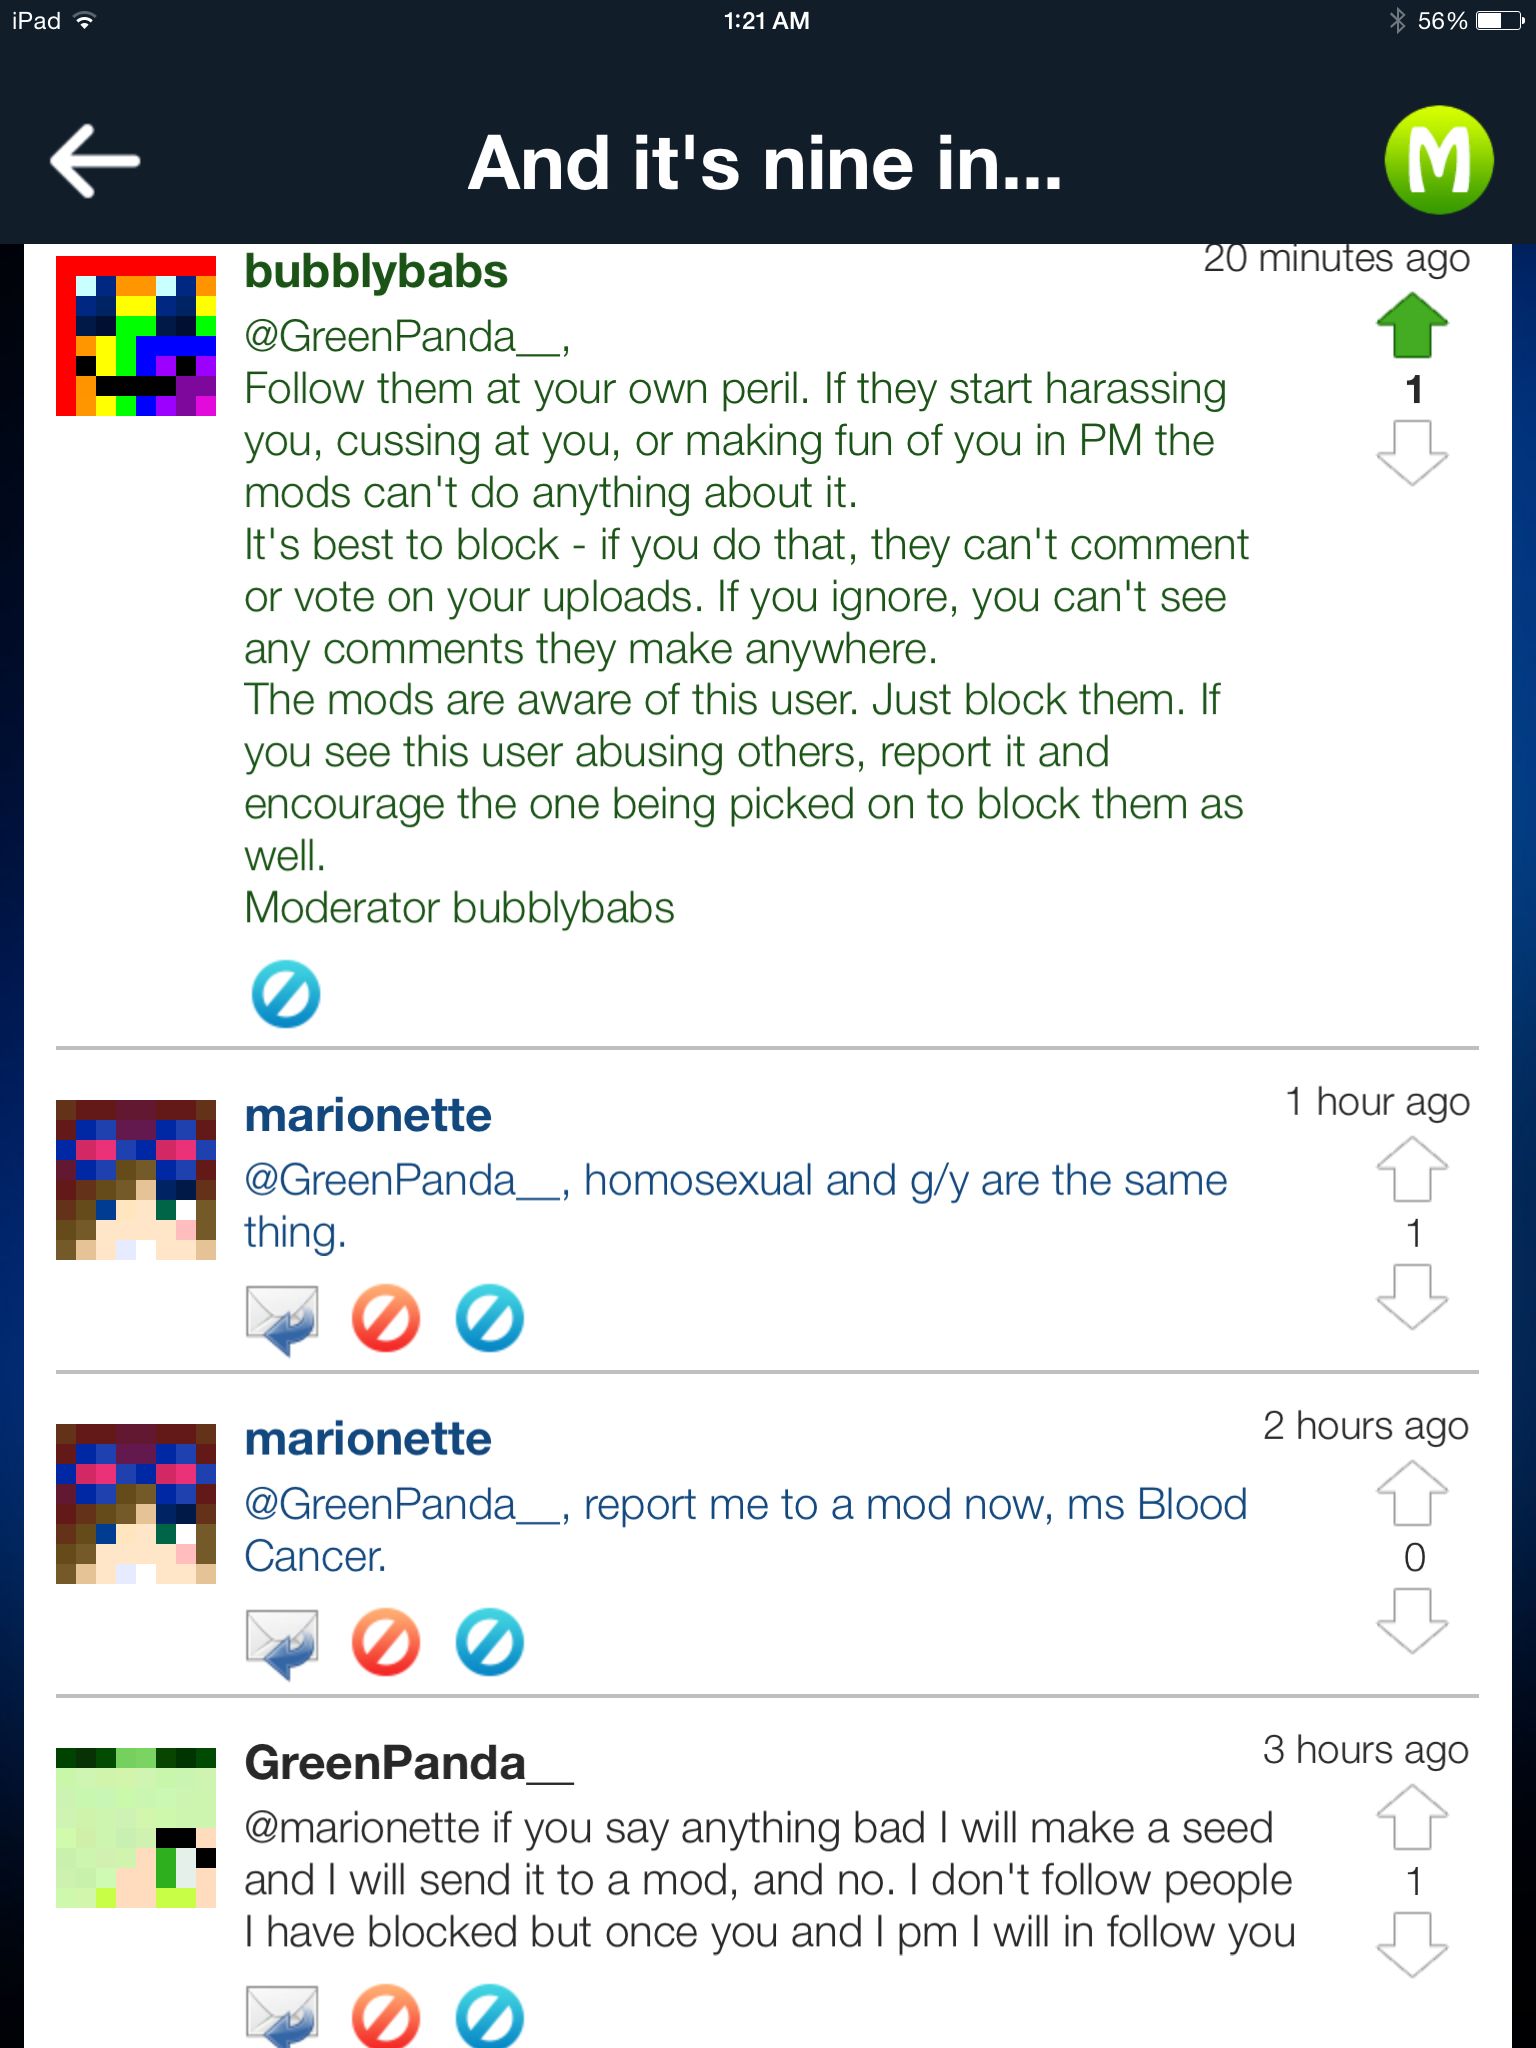 iPad
1:21 AM
56%
And it's nine in...
M
bubblybabs
20 minutes ago
@GreenPanda__,
Follow them at your own peril. If they start harassing
you, cussing at you, or making fun of you in PM the
mods can't do anything about it.
It's best to block - if you do that, they can't comment
or vote on your uploads. If you ignore, you can't see
any comments they make anywhere.
The mods are aware of this user. Just block them. If
you see this user abusing others, report it and
encourage the one being picked on to block them as
well.
Moderator bubblybabs
1
marionette
1 hour ago
@GreenPanda__, homosexual and g/y are the same
thing.
1
marionette
2 hours ago
@GreenPanda__, report me to a mod now, ms Blood
Cancer.
0
GreenPanda__
3 hours ago
@marionette if you say anything bad I will make a seed
and I will send it to a mod, and no. I don't follow people
I have blocked but once you and I pm I will in follow you
1